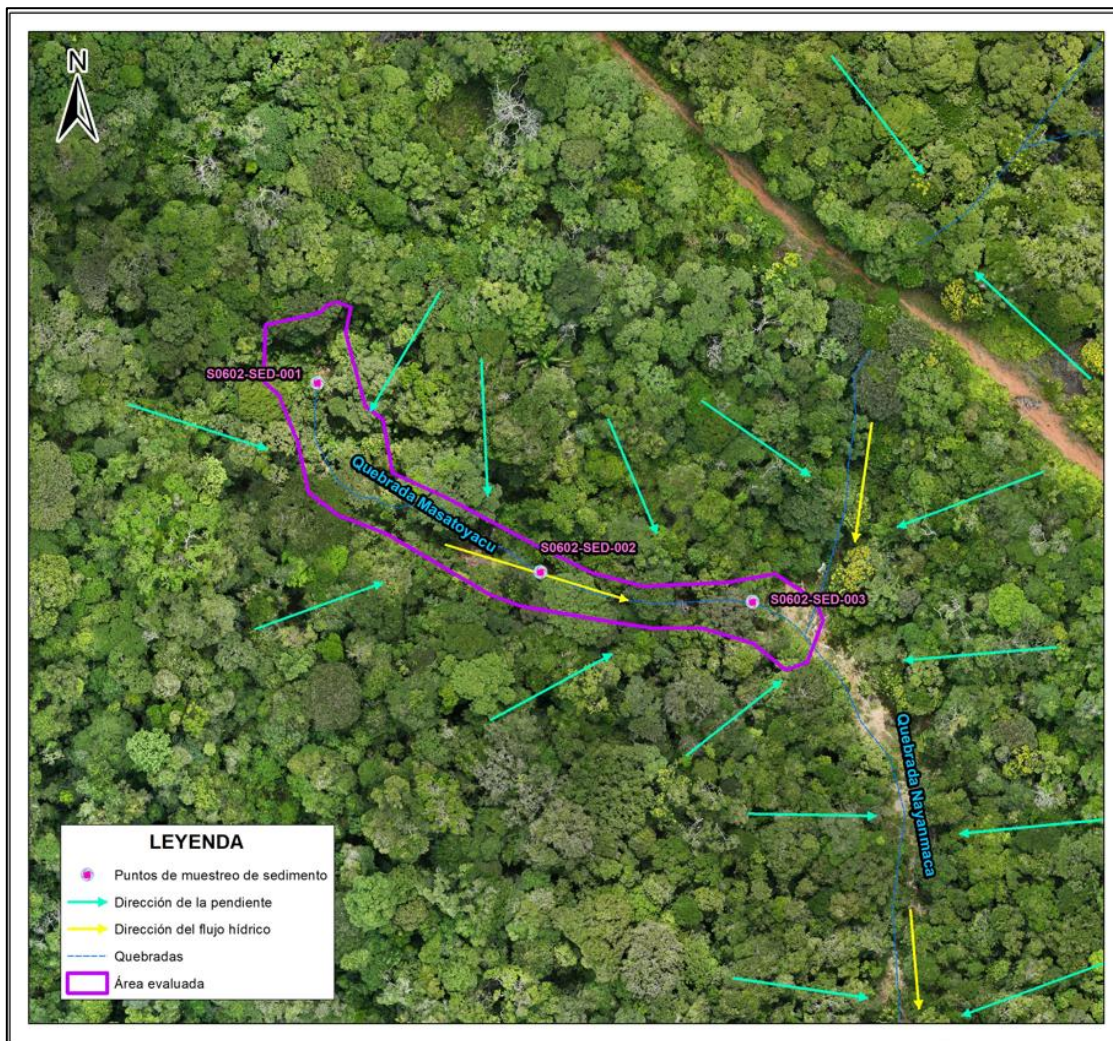 N
S0602-SED-001
Quebrada Masatoyacu
S0602-SED-002
S0602-SED-003
Quebrada Nayanmaca
LEYENDA
Puntos de muestreo de sedimento
Dirección de la pendiente
Dirección del flujo hídrico
Quebradas
Área evaluada